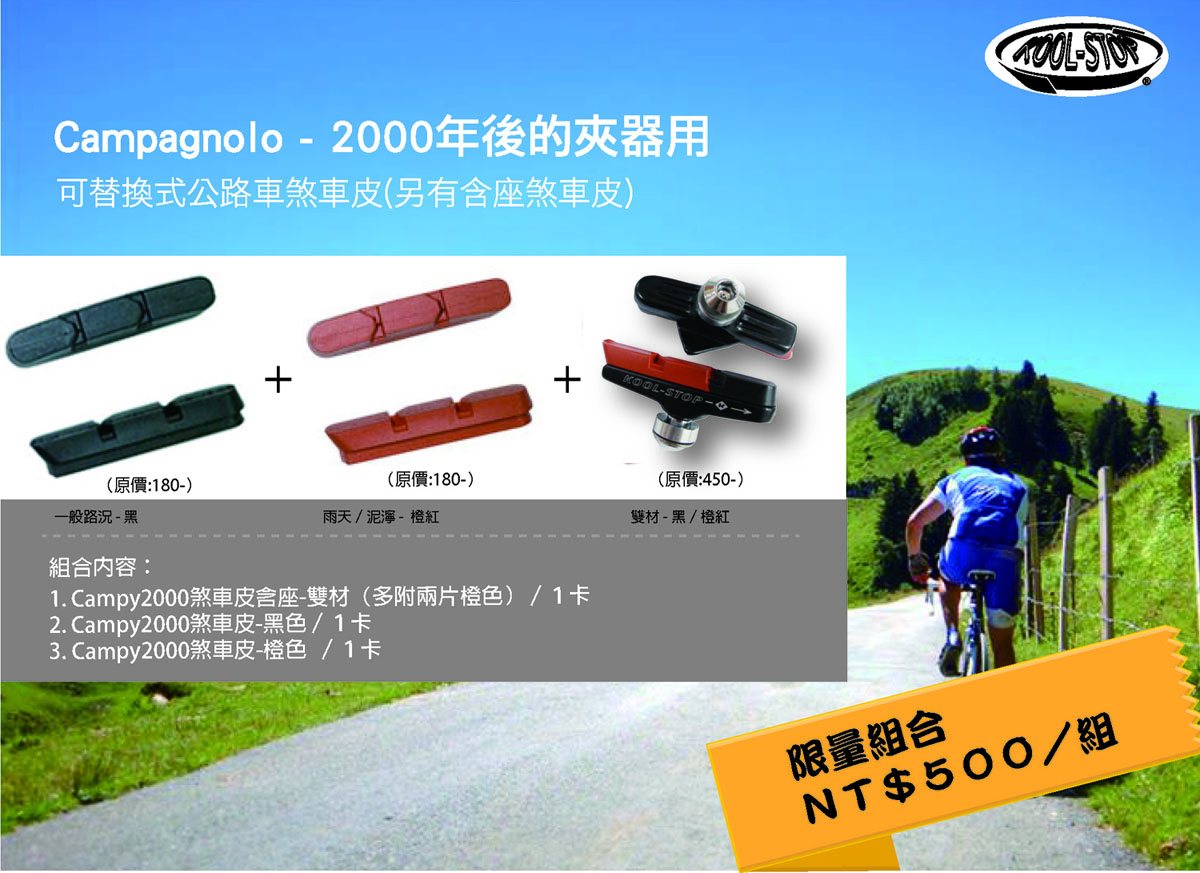 KOOL-STOP
®
Campagnolo - 2000年後的夾器用
可替換式公路車煞車皮(另有含座煞車皮)
+
+
KOOL-STOP
（原價:180-）
（原價:180-）
（原價:450-）
一般路況 - 黑
雨天 / 泥濘 - 橙紅
雙材 - 黑 / 橙紅
組合內容：
1. Campy2000煞車皮含座-雙材（多附兩片橙色）/ 1卡
2. Campy2000煞車皮-黑色 / 1卡
3. Campy2000煞車皮-橙色 / 1卡
限量組合
NT$500/組